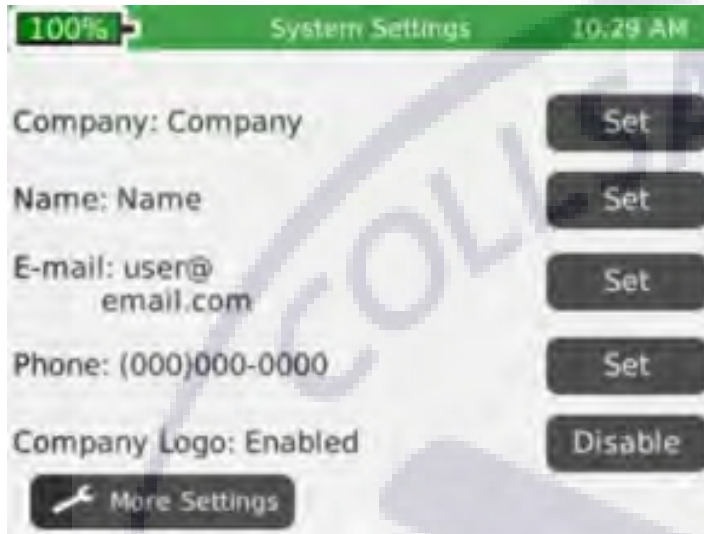 100% System Settings 10:29 AM
Company: Company Set
Name: Name Set
E-mail: user@
email.com Set
Phone: (000)000-0000 Set
Company Logo: Enabled Disable
More Settings